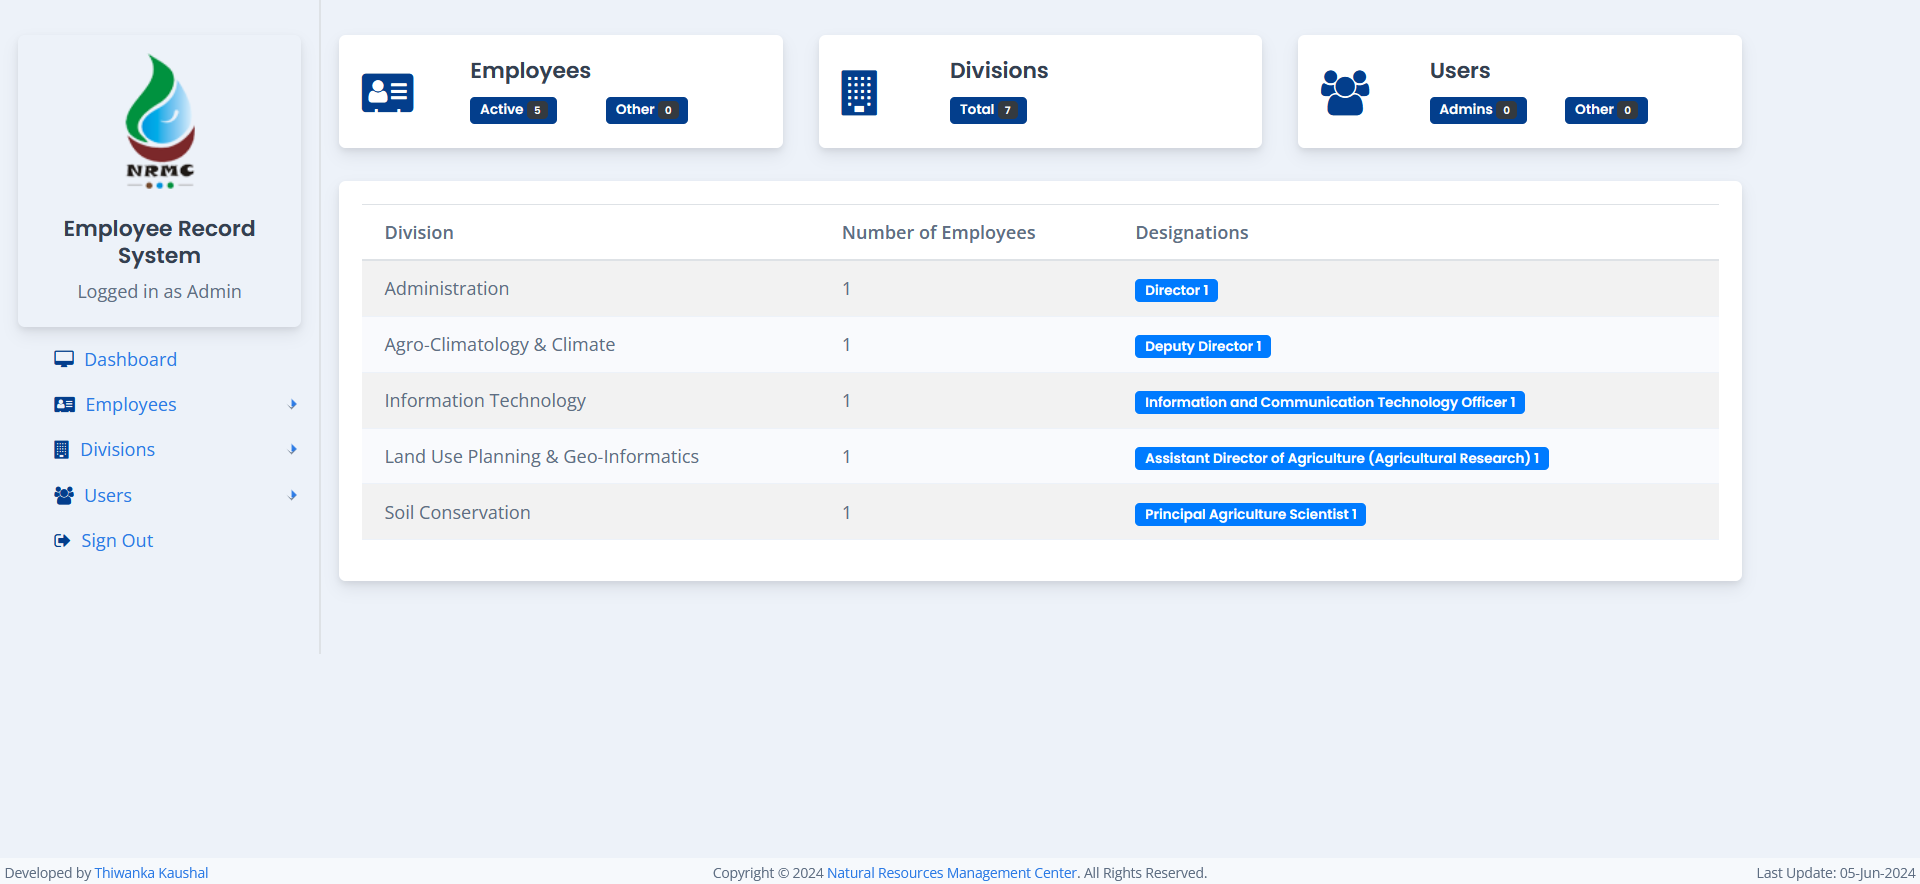 NRMC
Employee Record
System
Logged in as Admin
Dashboard
Employees
Divisions
Users
Sign Out
Employees
Active 5 Other 0
Divisions
Total 7
Users
Admins 0 Other 0
Division Number of Employees Designations
Administration 1 Director 1
Agro-Climatology & Climate 1 Deputy Director 1
Information Technology 1 Information and Communication Technology Officer 1
Land Use Planning & Geo-Informatics 1 Assistant Director of Agriculture (Agricultural Research) 1
Soil Conservation 1 Principal Agriculture Scientist 1
Developed by Thiwanka Kaushal Copyright © 2024 Natural Resources Management Center. All Rights Reserved. Last Update: 05-Jun-2024